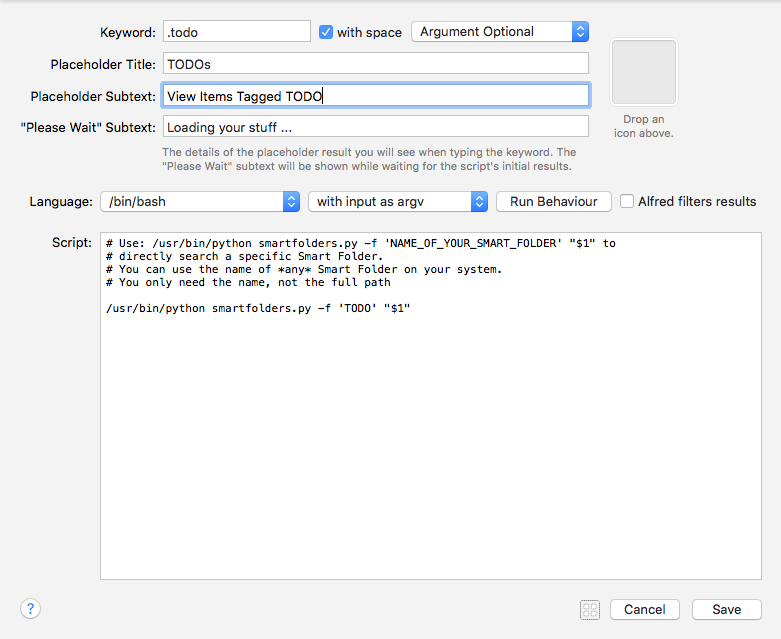 Keyword: .todo with space Argument Optional
Placeholder Title: TODOs
Placeholder Subtext: View Items Tagged TODO
"Please Wait" Subtext: Loading your stuff ...
Drop an
icon above.
The details of the placeholder result you will see when typing the keyword. The
"Please Wait" subtext will be shown while waiting for the script's initial results.
Language: /bin/bash with input as argv Run Behaviour Alfred filters results
Script:
# Use: /usr/bin/python smartfolders.py -f 'NAME_OF_YOUR_SMART_FOLDER' "$1" to
# directly search a specific Smart Folder.
# You can use the name of *any* Smart Folder on your system.
# You only need the name, not the full path
/usr/bin/python smartfolders.py -f 'TODO' "$1"
? Cancel Save